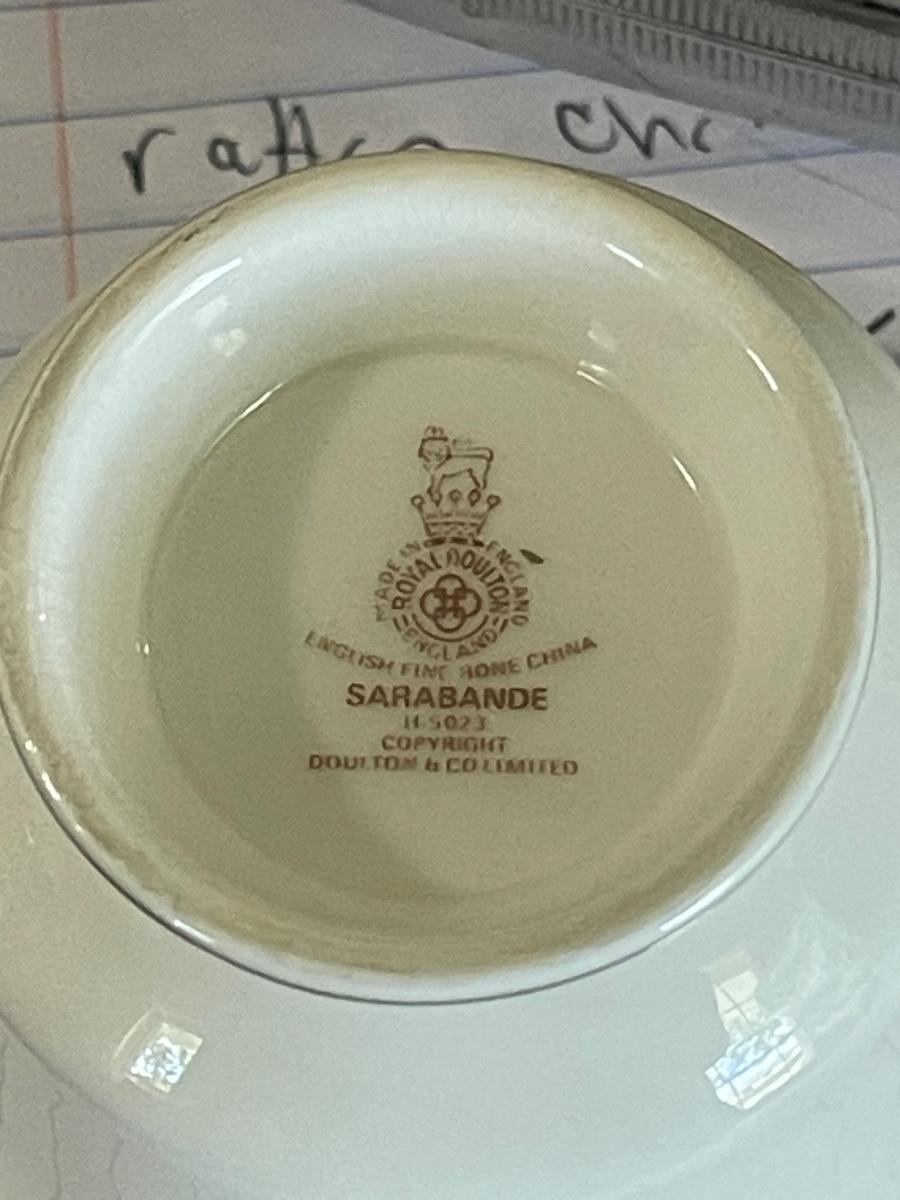 MADE IN ENGLAND
ROYAL DOULTON
ENGLAND
ENGLISH FINE BONE CHINA
SARABANDE
H 5023
COPYRIGHT
DOULTON & CO LIMITED